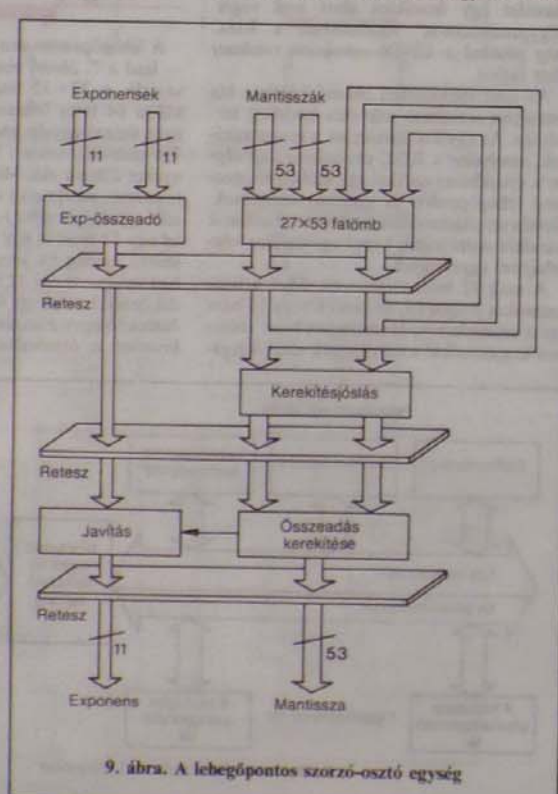 Exponensek Mantisszák
11 11 53 53
Exp-összeadó 27×53 fatömb
Retesz
Kerekítésjóslás
Retesz
Javítás Összeadás
kerekítése
Retesz
11 53
Exponens Mantissza
9. ábra. A lebegőpontos szorzó-osztó egység